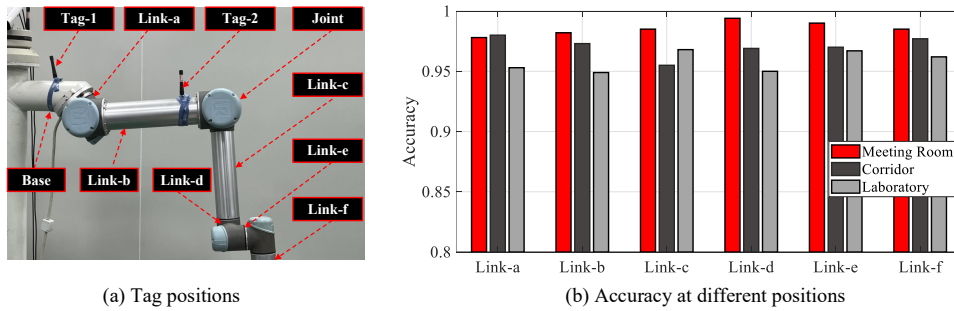 Tag-1
Link-a
Tag-2
Joint
Link-c
Link-e
Base
Link-b
Link-d
Link-f
(a) Tag positions
1
0.95
0.9
0.85
0.8
Accuracy
Meeting Room
Corridor
Laboratory
Link-a
Link-b
Link-c
Link-d
Link-e
Link-f
(b) Accuracy at different positions